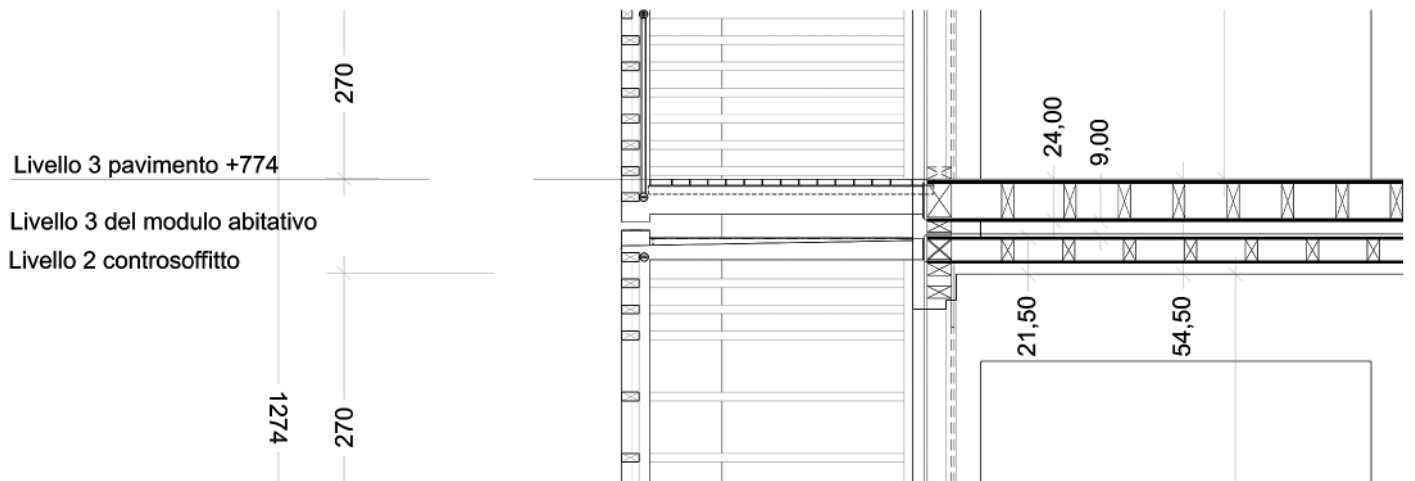 272
24,00
9,00
Livello 3 pavimento +774
Livello 3 del modulo abitativo
Livello 2 controsoffitto
21,50
54,50
1274
270